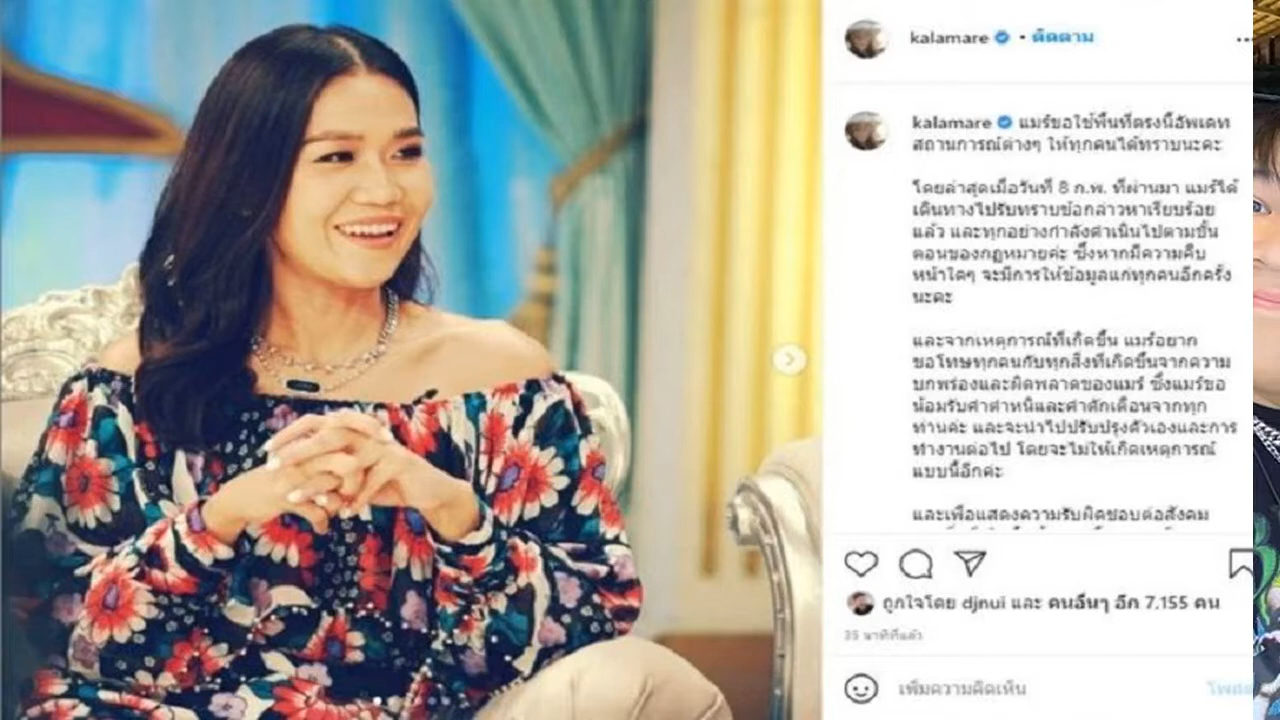 kalamare • ติดตาม
kalamare แมร์ขอใช้พื้นที่ตรงนี้อัพเดท
สถานการณ์ต่างๆ ให้ทุกคนได้ทราบนะคะ
โดยล่าสุดเมื่อวันที่ 8 ก.พ. ที่ผ่านมา แมร์ได้
เดินทางไปรับทราบข้อกล่าวหาเรียบร้อย
แล้ว และทุกอย่างกำลังดำเนินไปตามขั้น
ตอนของกฎหมายค่ะ ซึ่งหากมีความคืบ
หน้าใดๆ จะมีการให้ข้อมูลแก่ทุกคนอีกครั้ง
นะคะ
และจากเหตุการณ์ที่เกิดขึ้น แมร์อยาก
ขอโทษทุกคนกับทุกสิ่งที่เกิดขึ้นจากความ
บกพร่องและผิดพลาดของแมร์ ซึ่งแมร์ขอ
น้อมรับคำตำหนิและคำตักเตือนจากทุก
ท่านค่ะ และจะนำไปปรับปรุงตัวเองและการ
ทำงานต่อไป โดยจะไม่ให้เกิดเหตุการณ์
แบบนี้อีกค่ะ
และเพื่อแสดงความรับผิดชอบต่อสังคม
ถูกใจโดย djnui และ คนอื่นๆ อีก 7,155 คน
35 นาทีที่แล้ว
เพิ่มความคิดเห็น